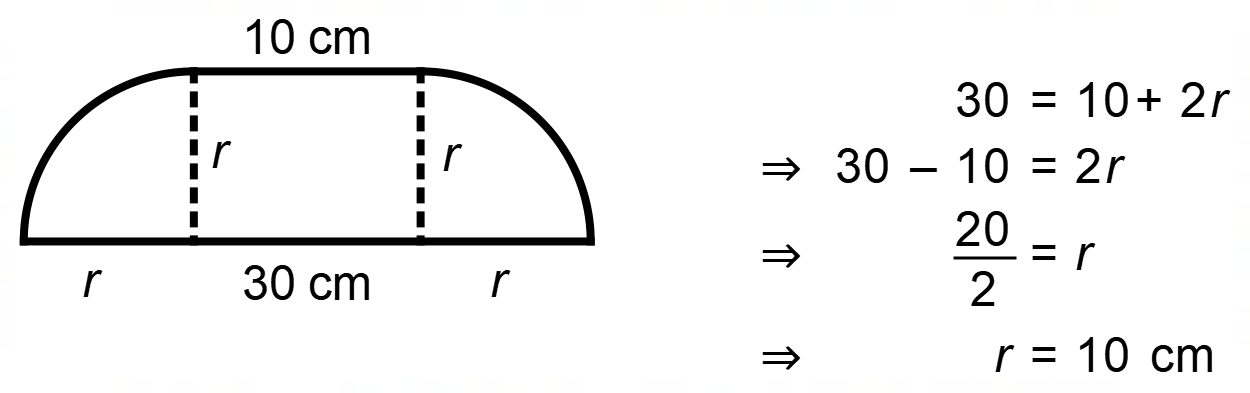 10 cm
r
r
r
30 cm
r
30 = 10 + 2r
⇒ 30 – 10 = 2r
⇒ 20/2 = r
⇒ r = 10 cm